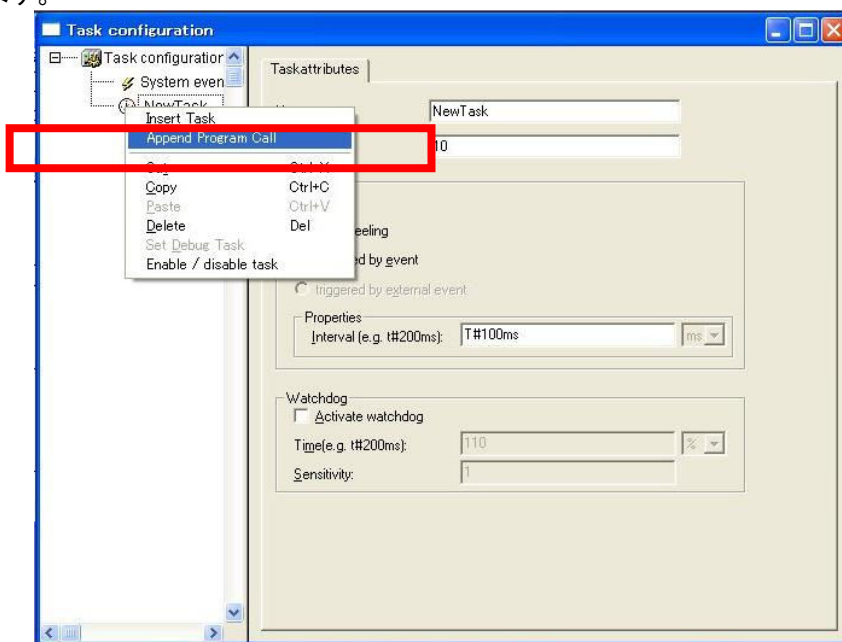 す。
Task configuration
Task configuration
System even
NewTask
Insert Task
Append Program Call
Ctrl+X
Copy Ctrl+C
Paste Ctrl+V
Delete Del
Set Debug Task
Enable / disable task
Taskattributes
NewTask
10
eeling
d by event
triggered by external event
Properties
Interval (e.g. t#200ms): T#100ms ms
Watchdog
Activate watchdog
Time(e.g. t#200ms): 110 %
Sensitivity: 1